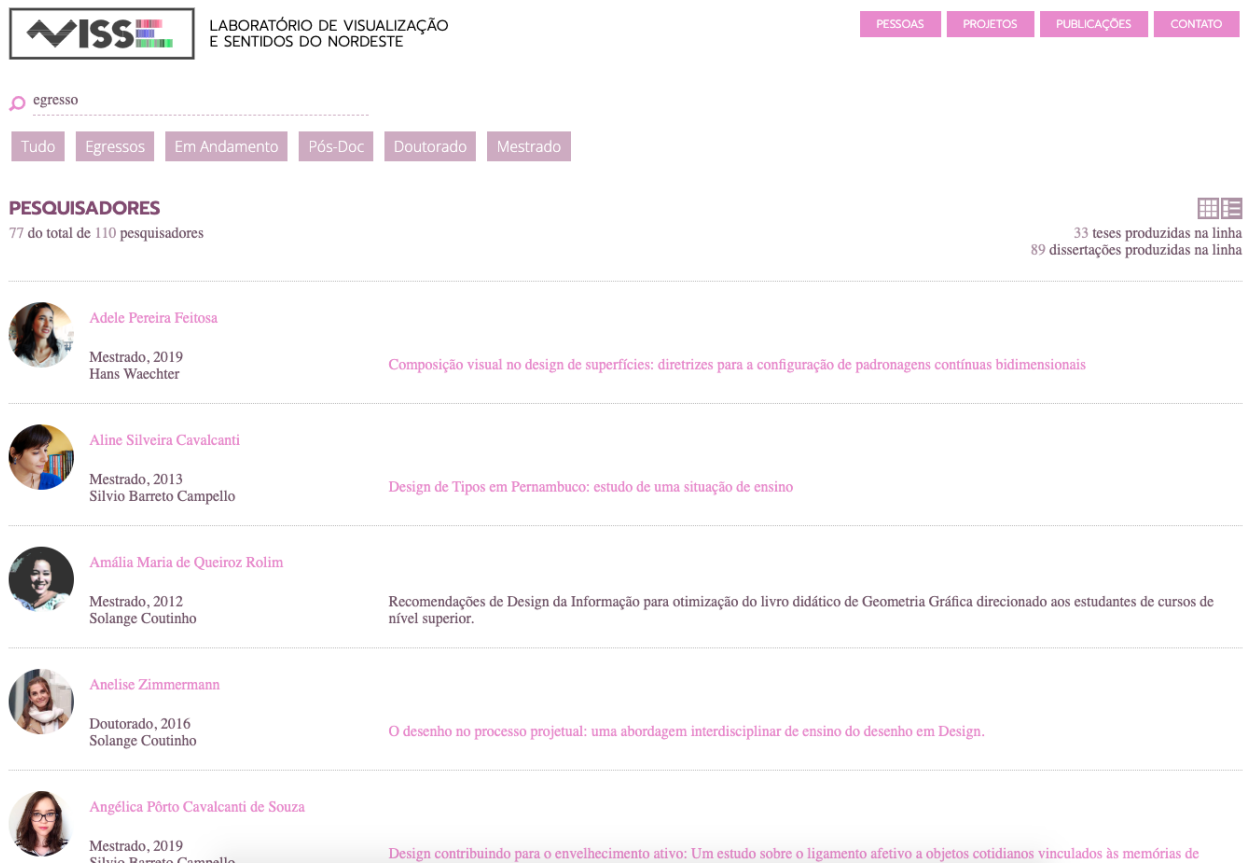 VISSE
LABORATÓRIO DE VISUALIZAÇÃO
E SENTIDOS DO NORDESTE
PESSOAS
PROJETOS
PUBLICAÇÕES
CONTATO
egresso
Tudo
Egressos
Em Andamento
Pós-Doc
Doutorado
Mestrado
PESQUISADORES
77 do total de 110 pesquisadores
33 teses produzidas na linha
89 dissertações produzidas na linha
Adele Pereira Feitosa
Mestrado, 2019
Hans Waechter
Composição visual no design de superfícies: diretrizes para a configuração de padronagens contínuas bidimensionais
Aline Silveira Cavalcanti
Mestrado, 2013
Silvio Barreto Campello
Design de Tipos em Pernambuco: estudo de uma situação de ensino
Amália Maria de Queiroz Rolim
Mestrado, 2012
Solange Coutinho
Recomendações de Design da Informação para otimização do livro didático de Geometria Gráfica direcionado aos estudantes de cursos de
nível superior.
Anelise Zimmermann
Doutorado, 2016
Solange Coutinho
O desenho no processo projetual: uma abordagem interdisciplinar de ensino do desenho em Design.
Angélica Pôrto Cavalcanti de Souza
Mestrado, 2019
Silvio Barreto Campello
Design contribuindo para o envelhecimento ativo: Um estudo sobre o ligamento afetivo a objetos cotidianos vinculados às memórias de